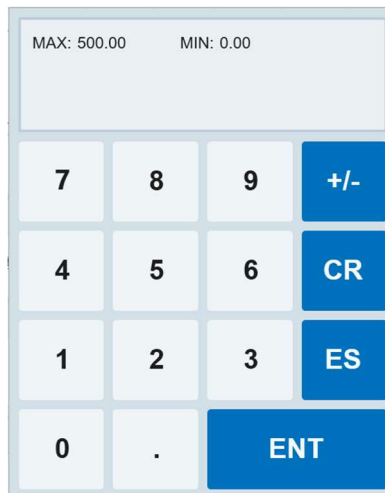 MAX: 500.00 MIN: 0.00
7 8 9 +/-
4 5 6 CR
1 2 3 ES
0 . ENT